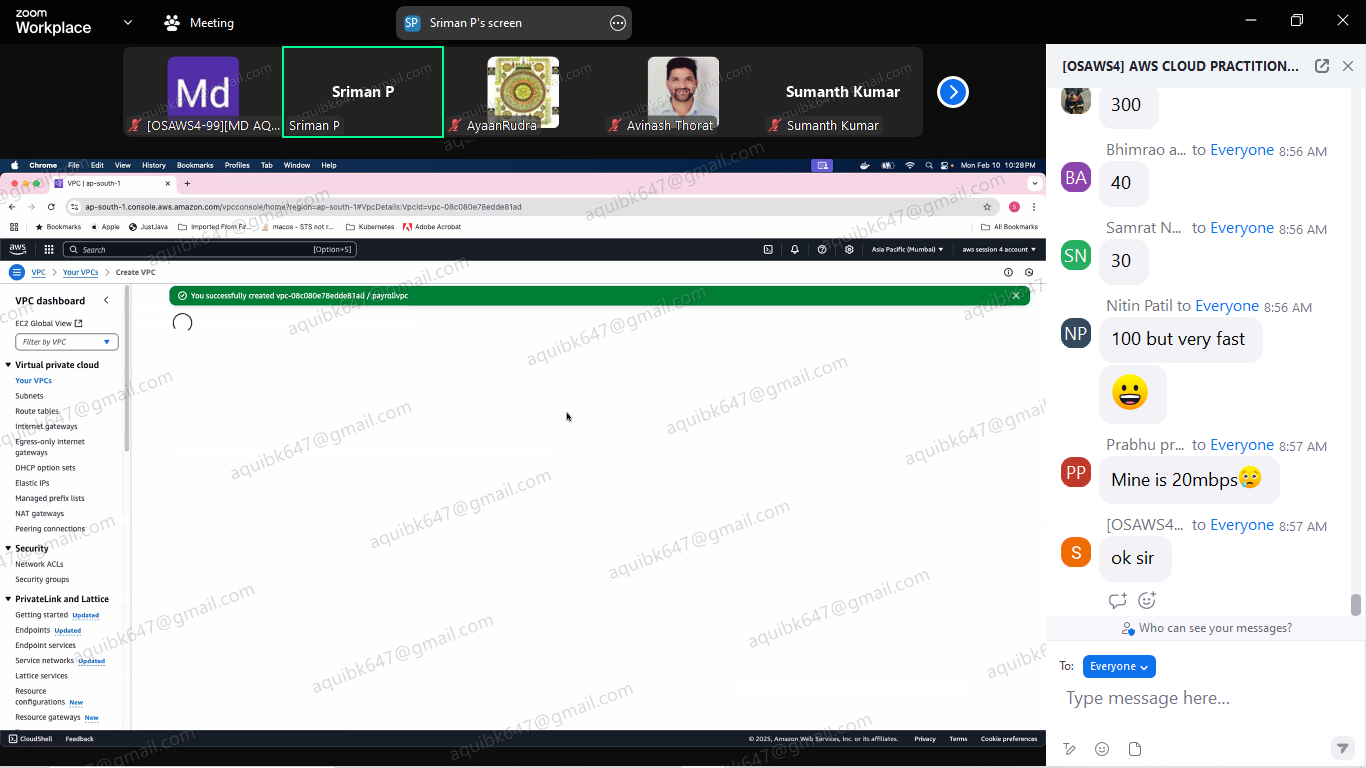 zoom
Workplace
Meeting
SP
Sriman P's screen
Md
[OSAWS4-99][MD AQ...
Sriman P
Sriman P
AyaanRudra
Avinash Thorat
Sumanth Kumar
Sumanth Kumar
Chrome File Edit View History Bookmarks Profiles Tab Window Help
Mon Feb 10 10:28 PM
VPC | ap-south-1
ap-south-1.console.aws.amazon.com/vpcconsole/home?region=ap-south-1#VpcDetails:VpcId=vpc-08c080e78edde81ad
S
Bookmarks Apple JustJava Imported From Fir... macos - STS not r... Kubernetes Adobe Acrobat All Bookmarks
aws
Search [Option+S]
Asia Pacific (Mumbai) aws session 4 account
VPC > Your VPCs > Create VPC
VPC dashboard
EC2 Global View
Filter by VPC
Virtual private cloud
Your VPCs
Subnets
Route tables
Internet gateways
Egress-only internet
gateways
DHCP option sets
Elastic IPs
Managed prefix lists
NAT gateways
Peering connections
Security
Network ACLs
Security groups
PrivateLink and Lattice
Getting started Updated
Endpoints Updated
Endpoint services
Service networks Updated
Lattice services
Resource
configurations New
Resource gateways New
You successfully created vpc-08c080e78edde81ad / payrollvpc
CloudShell Feedback
© 2025, Amazon Web Services, Inc. or its affiliates. Privacy Terms Cookie preferences
aquibk647@gmail.com
[OSAWS4] AWS CLOUD PRACTITION...
300
Bhimrao a... to Everyone 8:56 AM
BA
40
Samrat N... to Everyone 8:56 AM
SN
30
Nitin Patil to Everyone 8:56 AM
NP
100 but very fast
😀
Prabhu pr... to Everyone 8:57 AM
PP
Mine is 20mbps😢
[OSAWS4... to Everyone 8:57 AM
S
ok sir
Who can see your messages?
To: Everyone
Type message here...